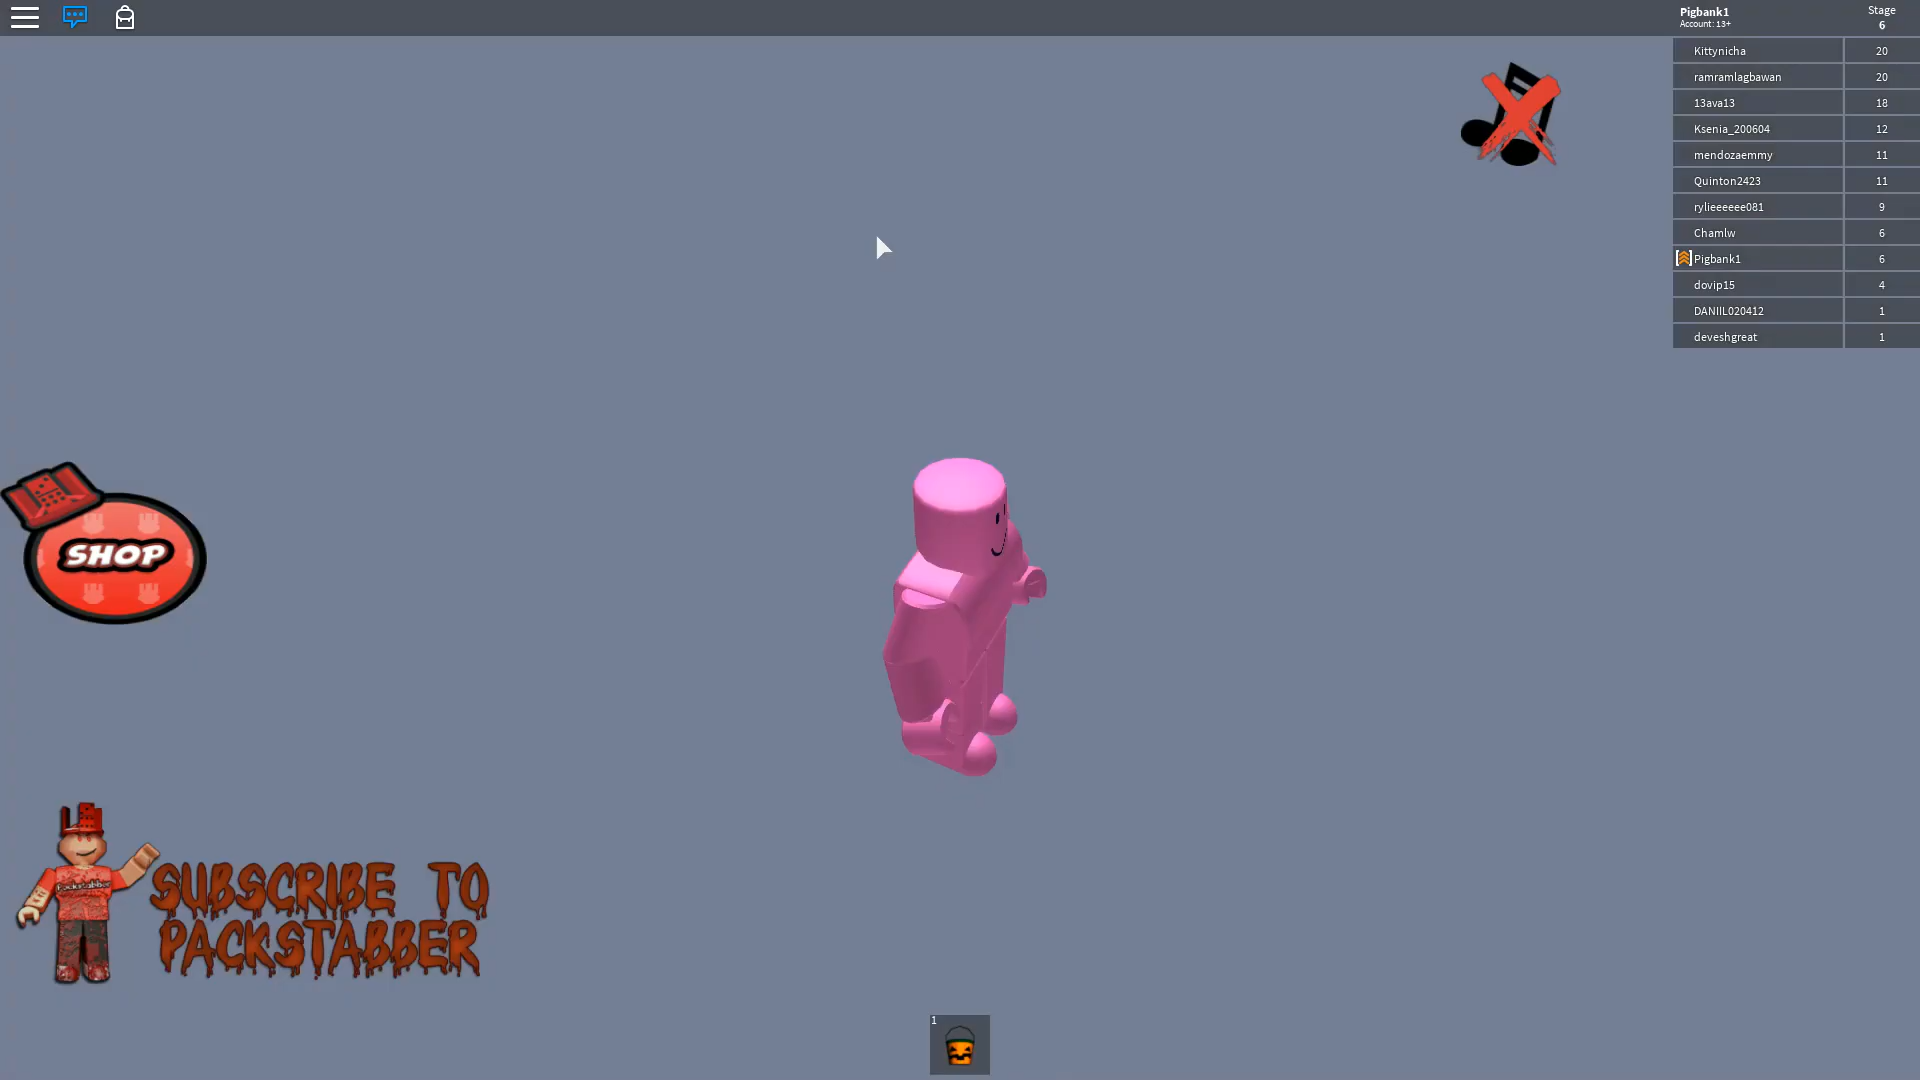 Pigbank1
Account: 13+
Stage
6
Kittynicha 20
ramramlagbawan 20
13ava13 18
Ksenia_200604 12
mendozaemmy 11
Quinton2423 11
rylieeeeee081 9
Chamlw 6
Pigbank1 6
dovip15 4
DANIIL020412 1
deveshgreat 1
SHOP
Packstabber
SUBSCRIBE TO
PACKSTABBER
1